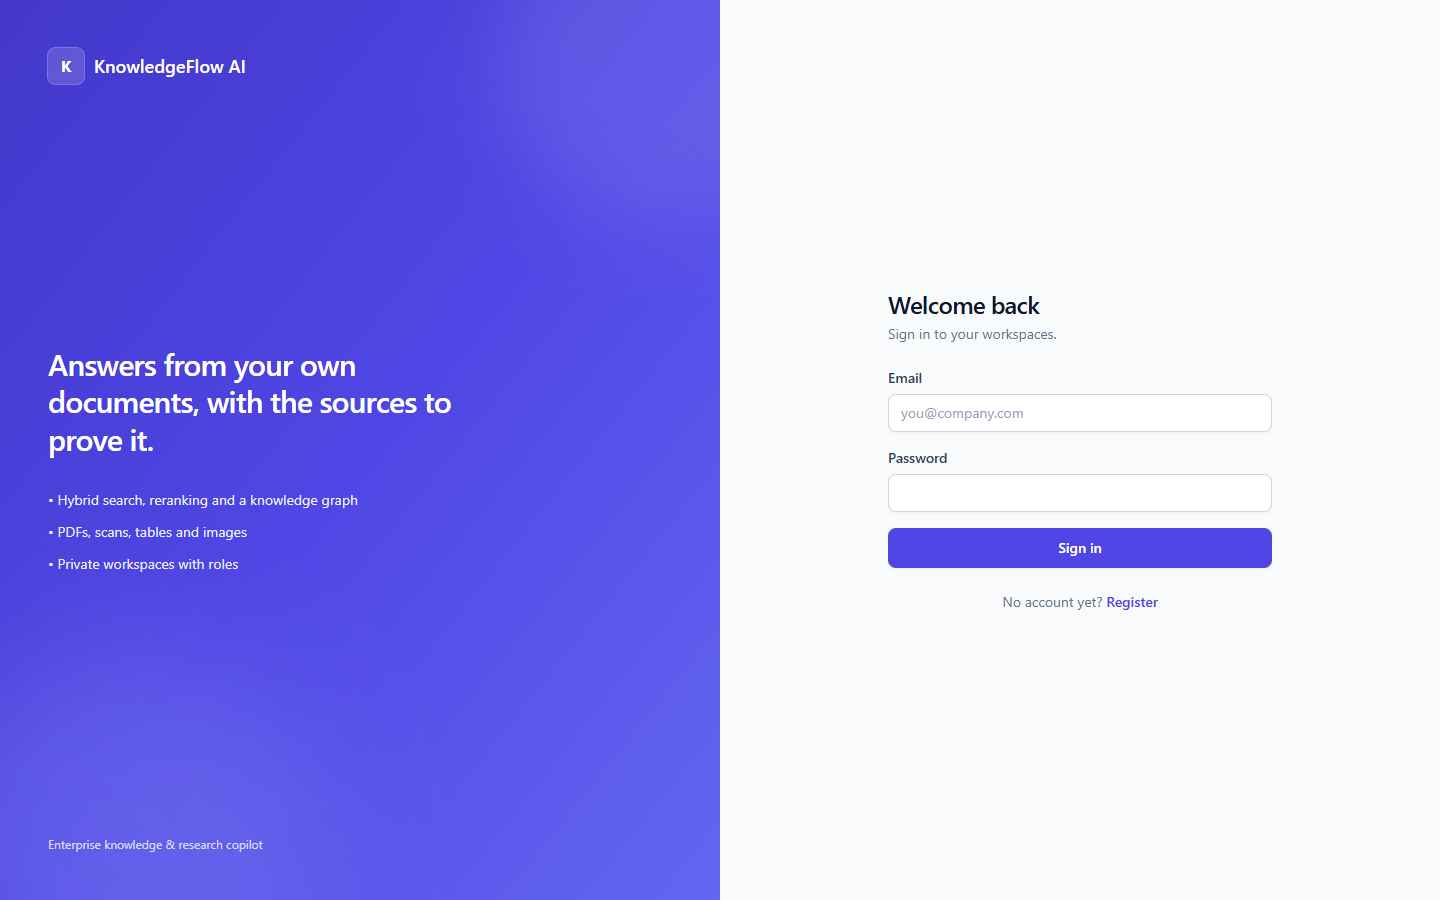 K
KnowledgeFlow AI
Answers from your own
documents, with the sources to
prove it.
• Hybrid search, reranking and a knowledge graph
• PDFs, scans, tables and images
• Private workspaces with roles
Enterprise knowledge & research copilot
Welcome back
Sign in to your workspaces.
Email
you@company.com
Password
Sign in
No account yet? Register